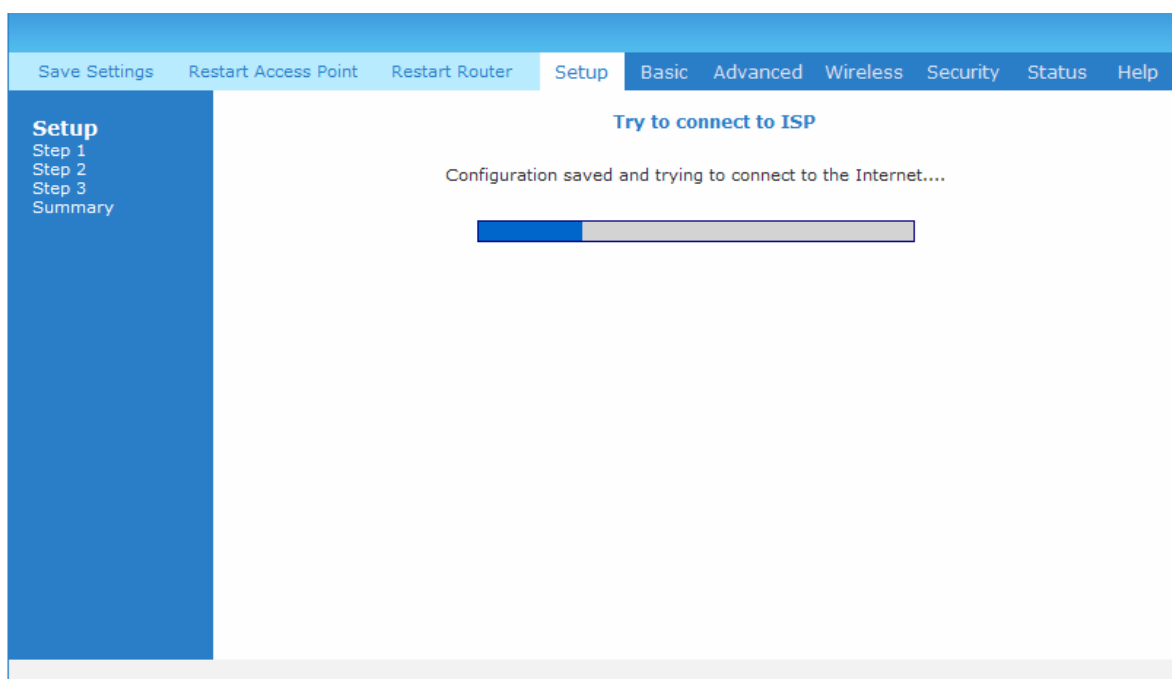 Save Settings Restart Access Point Restart Router Setup Basic Advanced Wireless Security Status Help
Setup
Step 1
Step 2
Step 3
Summary
Try to connect to ISP
Configuration saved and trying to connect to the Internet....